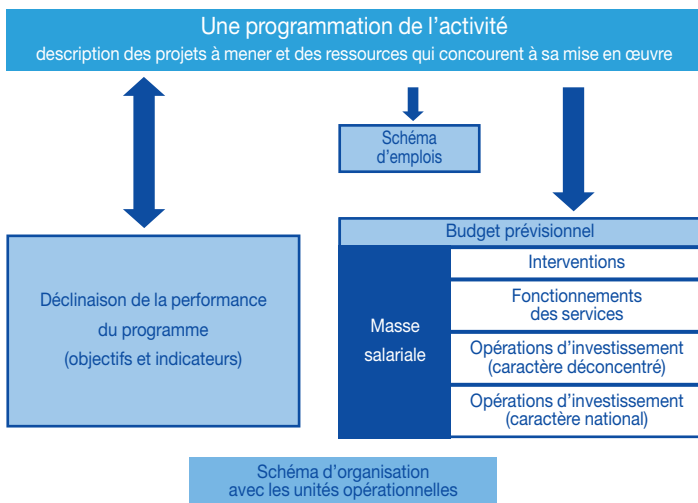 Une programmation de l'activité
description des projets à mener et des ressources qui concourent à sa mise en œuvre
Schéma
d'emplois
Déclinaison de la performance
du programme
(objectifs et indicateurs)
Budget prévisionnel
Masse
salariale
Interventions
Fonctionnements
des services
Opérations d'investissement
(caractère déconcentré)
Opérations d'investissement
(caractère national)
Schéma d'organisation
avec les unités opérationnelles